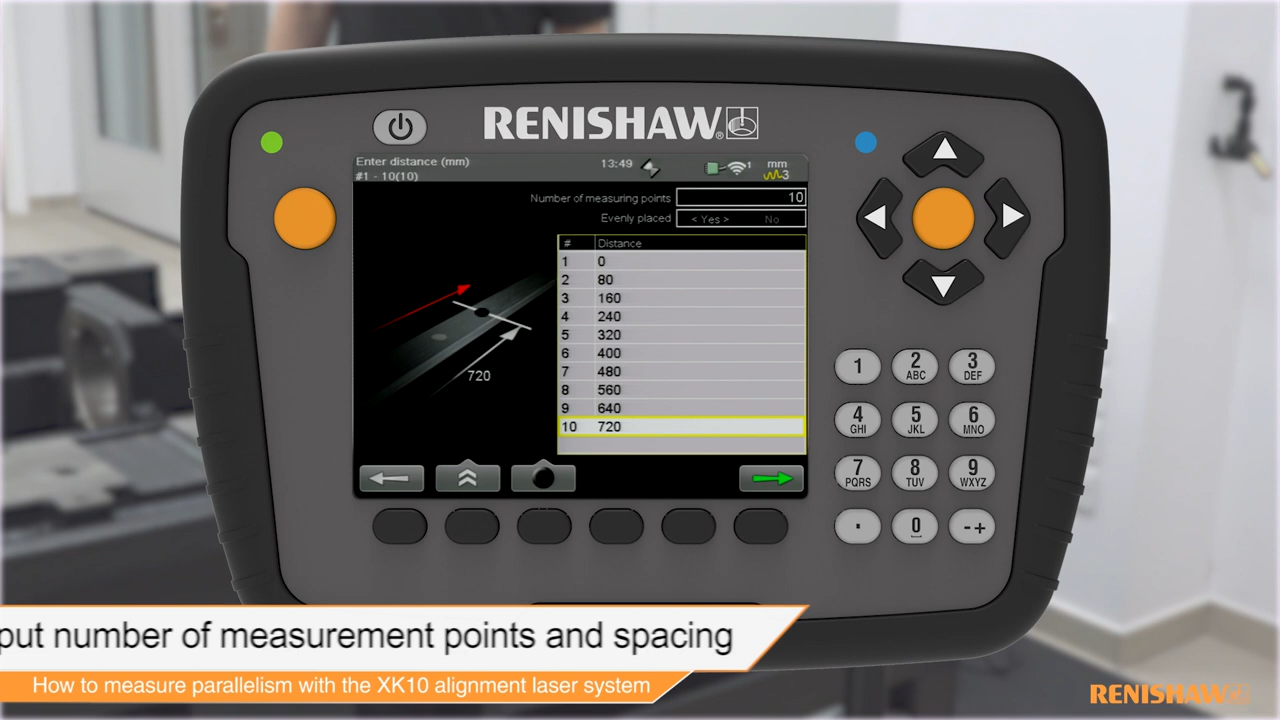 RENISHAW®
Enter distance (mm)
#1 - 10(10)
13:49
1
mm
3
Number of measuring points 10
Evenly placed < Yes > No
# Distance
1 0
2 80
3 160
4 240
5 320
6 400
7 480
8 560
9 640
10 720
720
1 2 ABC 3 DEF
4 GHI 5 JKL 6 MNO
7 PQRS 8 TUV 9 WXYZ
. 0 -+
put number of measurement points and spacing
How to measure parallelism with the XK10 alignment laser system
RENISHAW